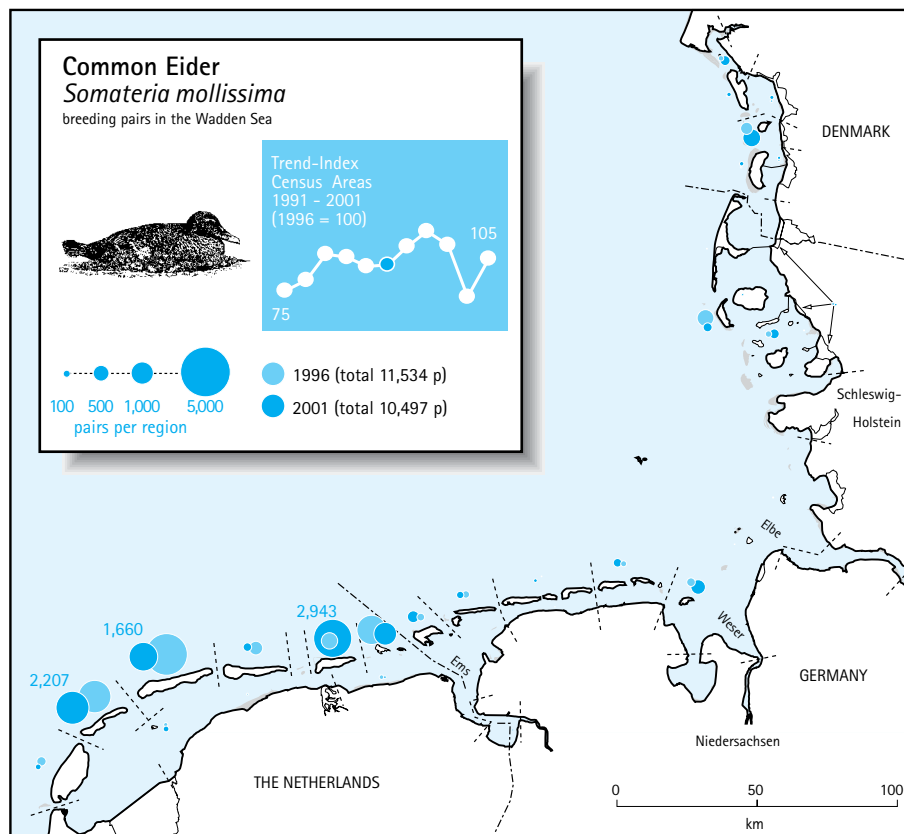 Common Eider
Somateria mollissima
breeding pairs in the Wadden Sea
Trend-Index
Census Areas
1991 - 2001
(1996 = 100)
105
75
100
500
1,000
5,000
pairs per region
1996 (total 11,534 p)
2001 (total 10,497 p)
DENMARK
Schleswig-
Holstein
Elbe
Weser
Ems
2,943
1,660
2,207
GERMANY
Niedersachsen
THE NETHERLANDS
0
50
100
km